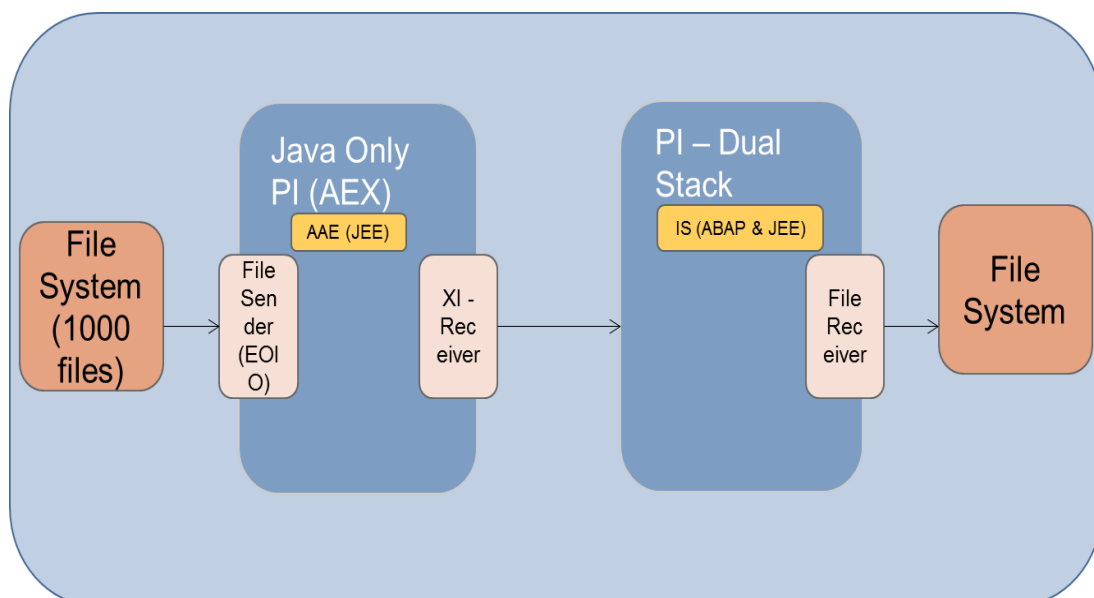 Java Only
PI (AEX)
PI – Dual
Stack
AAE (JEE)
IS (ABAP & JEE)
File
System
(1000
files)
File
Sen
der
(EOI
O)
XI -
Rec
eiver
File
Rec
eiver
File
System